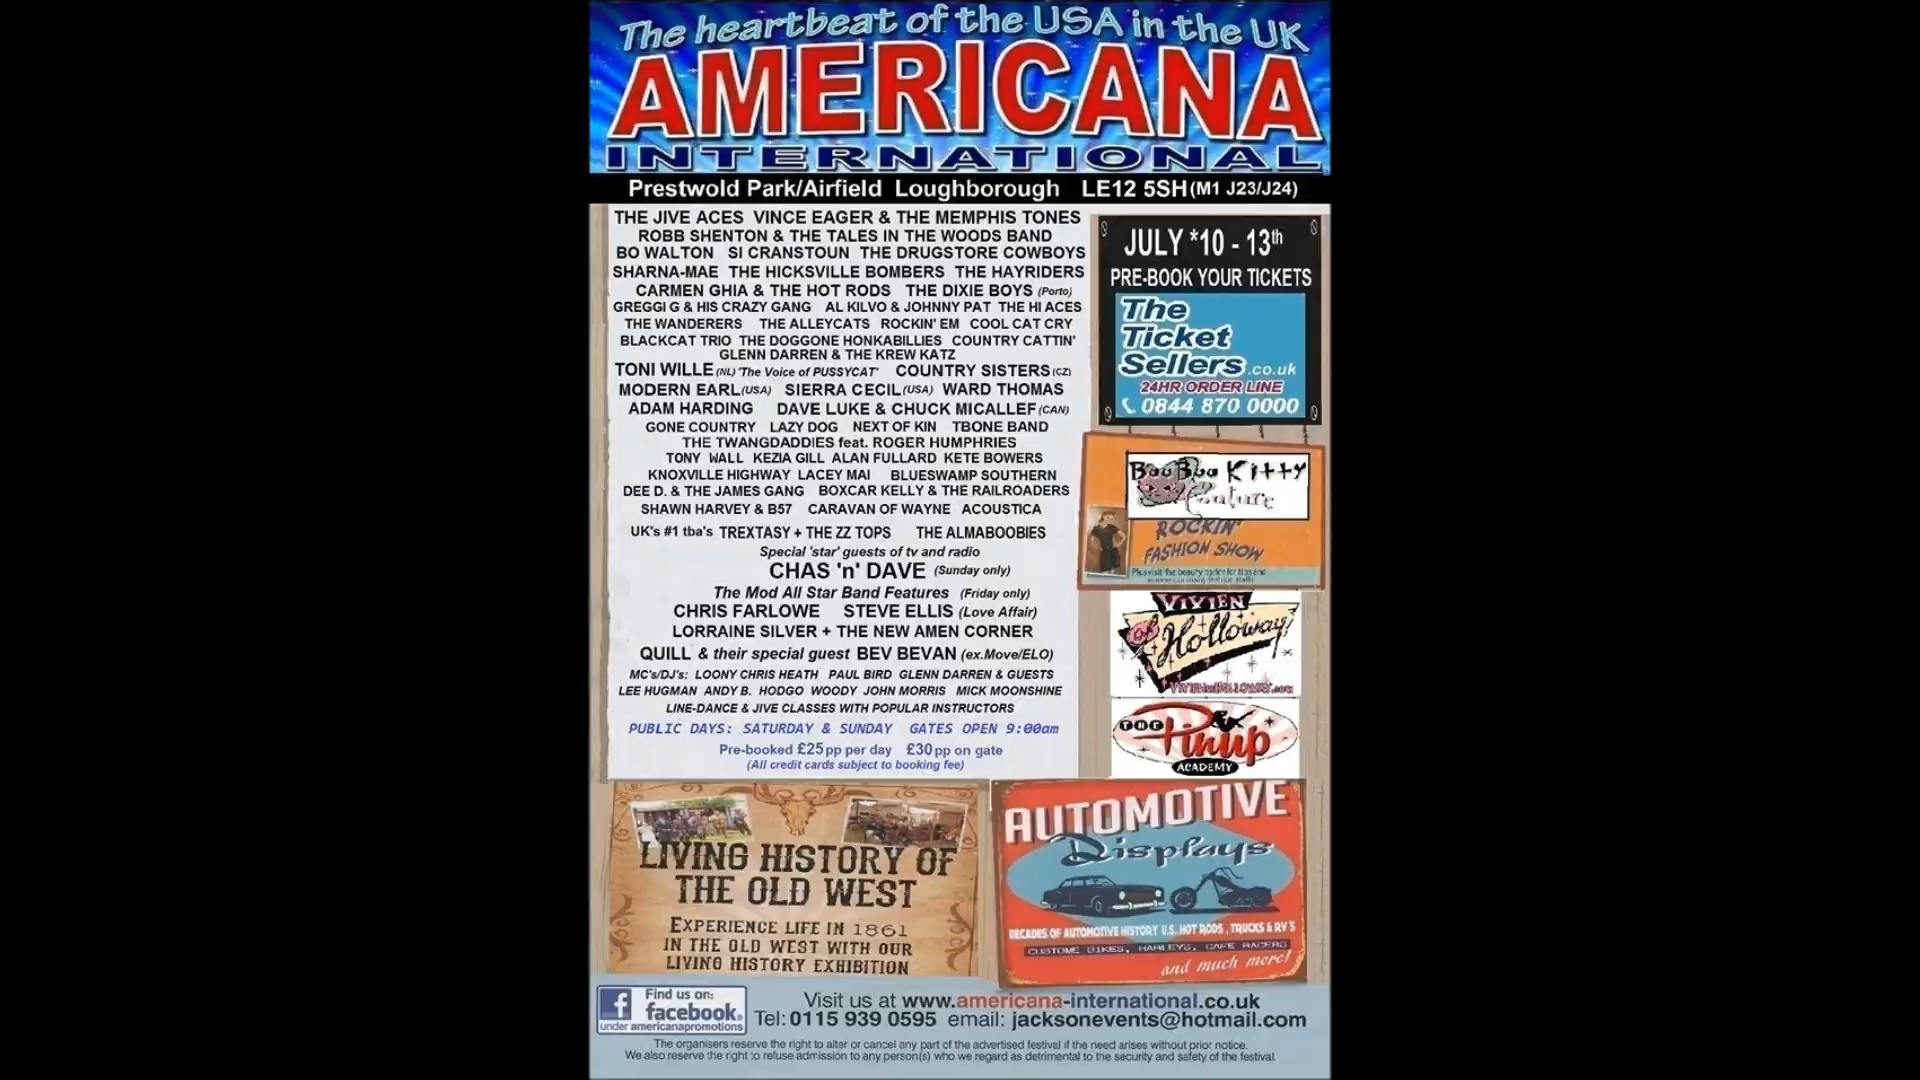 The heartbeat of the USA in the UK
AMERICANA
INTERNATIONAL
Prestwold Park/Airfield Loughborough LE12 5SH (M1 J23/J24)
THE JIVE ACES VINCE EAGER & THE MEMPHIS TONES
ROBB SHENTON & THE TALES IN THE WOODS BAND
BO WALTON SI CRANSTOUN THE DRUGSTORE COWBOYS
SHARNA-MAE THE HICKSVILLE BOMBERS THE HAYRIDERS
CARMEN GHIA & THE HOT RODS THE DIXIE BOYS (Porto)
GREGGI G & HIS CRAZY GANG AL KILVO & JOHNNY PAT THE HI ACES
THE WANDERERS THE ALLEYCATS ROCKIN' EM COOL CAT CRY
BLACKCAT TRIO THE DOGGONE HONKABILLIES COUNTRY CATTIN'
GLENN DARREN & THE KREW KATZ
TONI WILLE (NL) 'The Voice of PUSSYCAT' COUNTRY SISTERS (CZ)
MODERN EARL (USA) SIERRA CECIL (USA) WARD THOMAS
ADAM HARDING DAVE LUKE & CHUCK MICALLEF (CAN)
GONE COUNTRY LAZY DOG NEXT OF KIN TBONE BAND
THE TWANGDADDIES feat. ROGER HUMPHRIES
TONY WALL KEZIA GILL ALAN FULLARD KETE BOWERS
KNOXVILLE HIGHWAY LACEY MAI BLUESWAMP SOUTHERN
DEE D. & THE JAMES GANG BOXCAR KELLY & THE RAILROADERS
SHAWN HARVEY & B57 CARAVAN OF WAYNE ACOUSTICA
UK's #1 tba's TREXTASY + THE ZZ TOPS THE ALMABOOBIES
Special 'star' guests of tv and radio
CHAS 'n' DAVE (Sunday only)
The Mod All Star Band Features (Friday only)
CHRIS FARLOWE STEVE ELLIS (Love Affair)
LORRAINE SILVER + THE NEW AMEN CORNER
QUILL & their special guest BEV BEVAN (ex.Move/ELO)
MC's/DJ's: LOONY CHRIS HEATH PAUL BIRD GLENN DARREN & GUESTS
LEE HUGMAN ANDY B. HODGO WOODY JOHN MORRIS MICK MOONSHINE
LINE-DANCE & JIVE CLASSES WITH POPULAR INSTRUCTORS
PUBLIC DAYS: SATURDAY & SUNDAY GATES OPEN 9:00am
Pre-booked £25pp per day £30pp on gate
(All credit cards subject to booking fee)
JULY *10 - 13th
PRE-BOOK YOUR TICKETS
The
Ticket
Sellers.co.uk
24HR ORDER LINE
0844 870 0000
Boo Boo Kitty
Couture
ROCKIN'
FASHION SHOW
Plus visit the beauty parlor for tips and
VIVIEN
of Holloway
VIVIENofHOLLOWAY.com
THE
Pinup
ACADEMY
LIVING HISTORY OF
THE OLD WEST
EXPERIENCE LIFE IN 1861
IN THE OLD WEST WITH OUR
LIVING HISTORY EXHIBITION
AUTOMOTIVE
Displays
DECADES OF AUTOMOTIVE HISTORY U.S. HOT RODS, TRUCKS & RV'S
CUSTOME BIKES, HARLEYS, CAFE RACERS
and much more!
Find us on:
facebook.
under americanapromotions
Visit us at www.americana-international.co.uk
Tel: 0115 939 0595 email: jacksonevents@hotmail.com
The organisers reserve the right to alter or cancel any part of the advertised festival if the need arises without prior notice.
We also reserve the right to refuse admission to any person(s) who we regard as detrimental to the security and safety of the festival